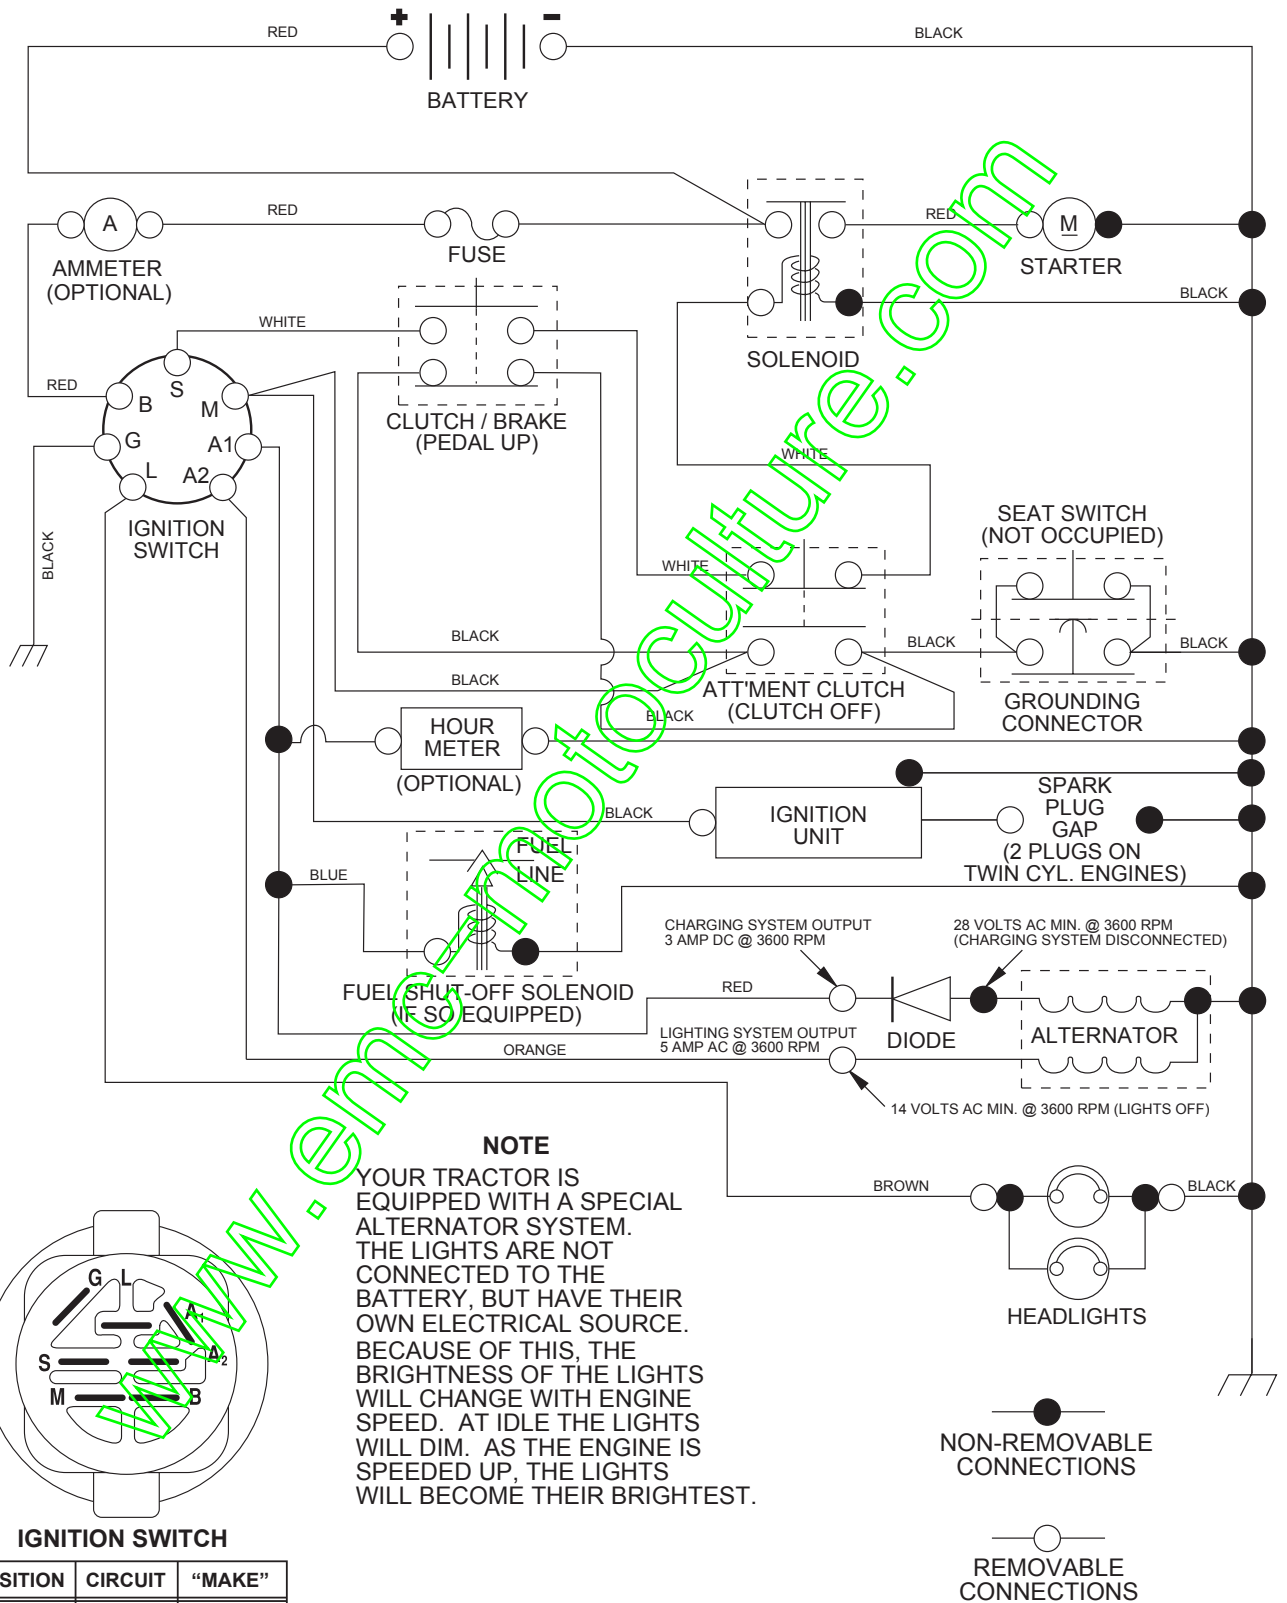 + -
RED
BLACK
BATTERY
RED
A
AMMETER
(OPTIONAL)
FUSE
RED
M
STARTER
BLACK
SOLENOID
WHITE
CLUTCH / BRAKE
(PEDAL UP)
RED
B
S
M
G
A1
L
A2
IGNITION
SWITCH
BLACK
WHITE
WHITE
SEAT SWITCH
(NOT OCCUPIED)
BLACK
BLACK
BLACK
BLACK
ATT'MENT CLUTCH
(CLUTCH OFF)
BLACK
GROUNDING
CONNECTOR
HOUR
METER
(OPTIONAL)
BLACK
IGNITION
UNIT
SPARK
PLUG
GAP
(2 PLUGS ON
TWIN CYL. ENGINES)
FUEL
LINE
BLUE
FUEL SHUT-OFF SOLENOID
(IF SO EQUIPPED)
CHARGING SYSTEM OUTPUT
3 AMP DC @ 3600 RPM
28 VOLTS AC MIN. @ 3600 RPM
(CHARGING SYSTEM DISCONNECTED)
RED
DIODE
ALTERNATOR
LIGHTING SYSTEM OUTPUT
5 AMP AC @ 3600 RPM
ORANGE
14 VOLTS AC MIN. @ 3600 RPM (LIGHTS OFF)
NOTE
YOUR TRACTOR IS
EQUIPPED WITH A SPECIAL
ALTERNATOR SYSTEM.
THE LIGHTS ARE NOT
CONNECTED TO THE
BATTERY, BUT HAVE THEIR
OWN ELECTRICAL SOURCE.
BECAUSE OF THIS, THE
BRIGHTNESS OF THE LIGHTS
WILL CHANGE WITH ENGINE
SPEED. AT IDLE THE LIGHTS
WILL DIM. AS THE ENGINE IS
SPEEDED UP, THE LIGHTS
WILL BECOME THEIR BRIGHTEST.
BROWN
BLACK
HEADLIGHTS
G L
A1
S
A2
M
B
IGNITION SWITCH
SITION CIRCUIT “MAKE”
NON-REMOVABLE
CONNECTIONS
REMOVABLE
CONNECTIONS
www.emc-motoculture.com